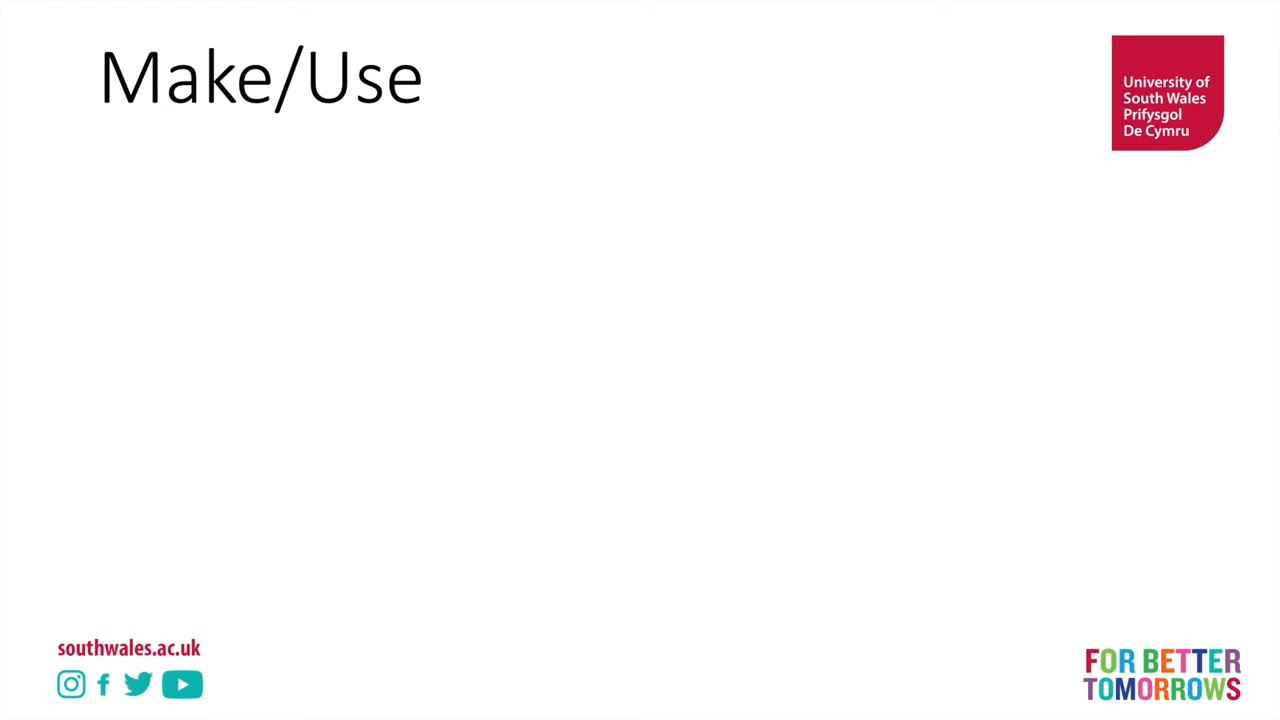 Make/Use
University of
South Wales
Prifysgol
De Cymru
southwales.ac.uk
FOR BETTER
TOMORROWS